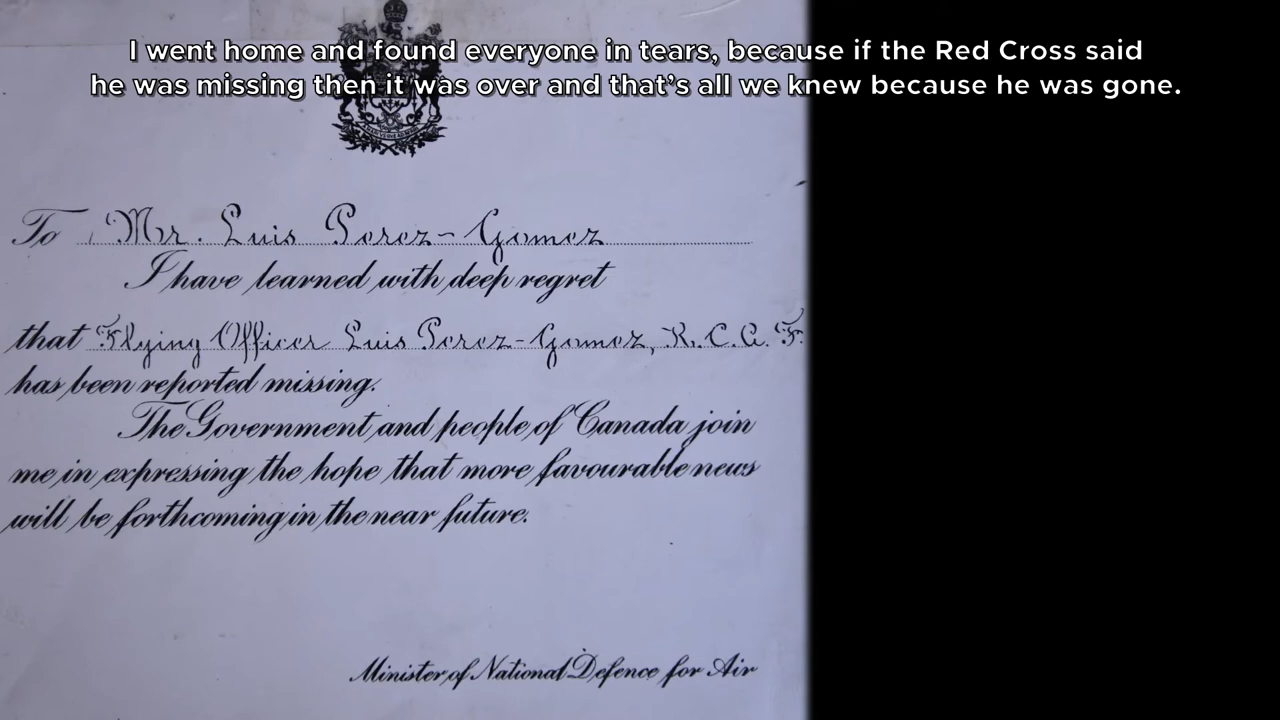 I went home and found everyone in tears, because if the Red Cross said
he was missing then it was over and that's all we knew because he was gone.
To Mr. Luis Perez-Gomez
I have learned with deep regret
that Flying Officer Luis Perez-Gomez, R.C.A.F.
has been reported missing.
The Government and people of Canada join
me in expressing the hope that more favourable news
will be forthcoming in the near future.
Minister of National Defence for Air